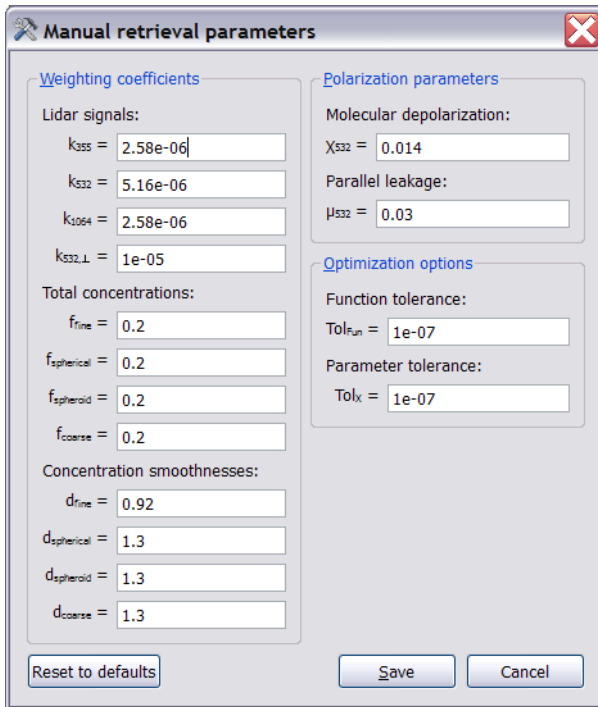 Manual retrieval parameters
Weighting coefficients
Lidar signals:
k355 = 2.58e-06
k532 = 5.16e-06
k1064 = 2.58e-06
k532,⊥ = 1e-05
Total concentrations:
ffine = 0.2
fspherical = 0.2
fspheroid = 0.2
fcoarse = 0.2
Concentration smoothnesses:
dfine = 0.92
dspherical = 1.3
dspheroid = 1.3
dcoarse = 1.3
Polarization parameters
Molecular depolarization:
χ532 = 0.014
Parallel leakage:
μ532 = 0.03
Optimization options
Function tolerance:
TolFun = 1e-07
Parameter tolerance:
TolX = 1e-07
Reset to defaults
Save
Cancel